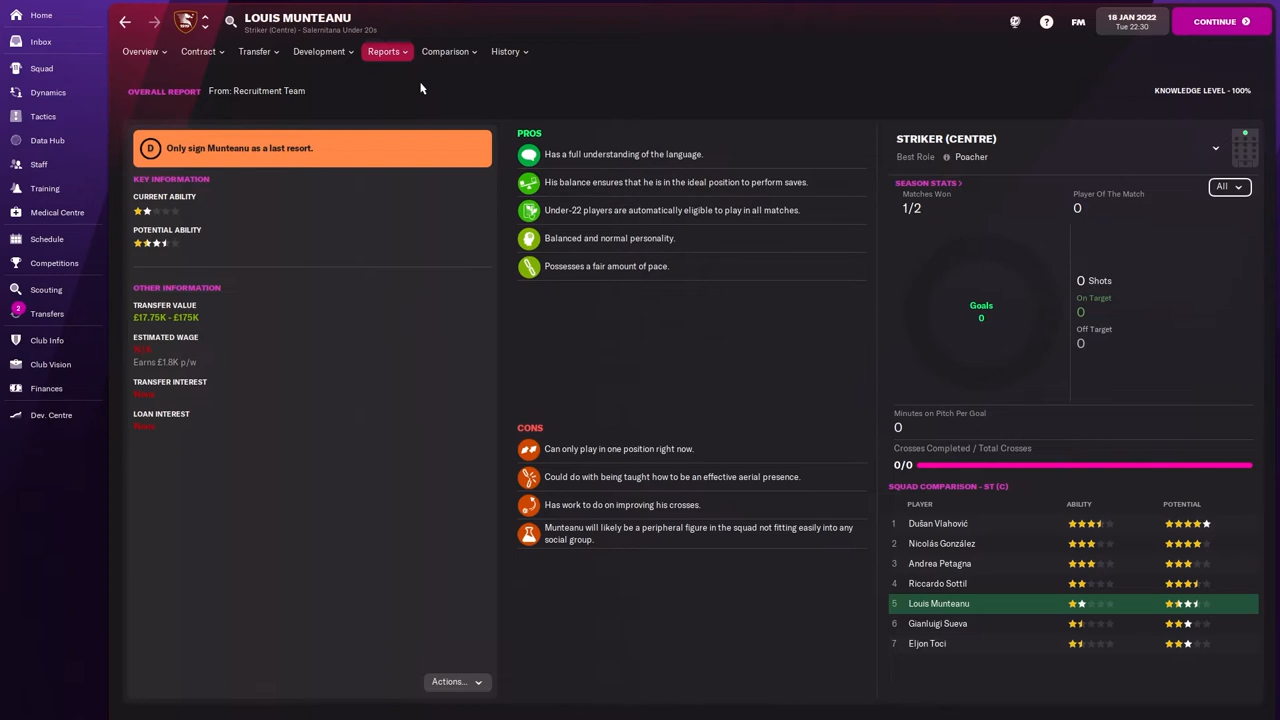 Home
Inbox
Squad
Dynamics
Tactics
Data Hub
Staff
Training
Medical Centre
Schedule
Competitions
Scouting
2
Transfers
Club Info
Club Vision
Finances
Dev. Centre
LOUIS MUNTEANU
Striker (Centre) - Salernitana Under 20s
?
FM
18 JAN 2022
Tue 22:30
CONTINUE
Overview
Contract
Transfer
Development
Reports
Comparison
History
OVERALL REPORT
From: Recruitment Team
KNOWLEDGE LEVEL - 100%
D
Only sign Munteanu as a last resort.
KEY INFORMATION
CURRENT ABILITY
POTENTIAL ABILITY
OTHER INFORMATION
TRANSFER VALUE
£17.75K - £175K
ESTIMATED WAGE
N/A
Earns £1.8K p/w
TRANSFER INTEREST
None
LOAN INTEREST
None
Actions...
PROS
Has a full understanding of the language.
His balance ensures that he is in the ideal position to perform saves.
Under-22 players are automatically eligible to play in all matches.
Balanced and normal personality.
Possesses a fair amount of pace.
CONS
Can only play in one position right now.
Could do with being taught how to be an effective aerial presence.
Has work to do on improving his crosses.
Munteanu will likely be a peripheral figure in the squad not fitting easily into any
social group.
STRIKER (CENTRE)
Best Role
Poacher
SEASON STATS >
All
Matches Won
1/2
Player Of The Match
0
Goals
0
0 Shots
On Target
0
Off Target
0
Minutes on Pitch Per Goal
0
Crosses Completed / Total Crosses
0/0
SQUAD COMPARISON - ST (C)
PLAYER ABILITY POTENTIAL
1 Dušan Vlahović
2 Nicolás González
3 Andrea Petagna
4 Riccardo Sottil
5 Louis Munteanu
6 Gianluigi Sueva
7 Eljon Toci